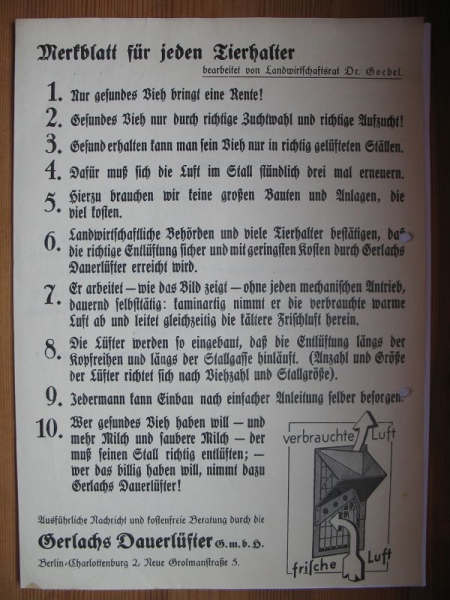 Merkblatt für jeden Tierhalter
bearbeitet von Landwirtschaftsrat Dr. Goebel.
1. Nur gesundes Vieh bringt eine Rente!
2. Gesundes Vieh nur durch richtige Zuchtwahl und richtige Aufzucht!
3. Gesund erhalten kann man sein Vieh nur in richtig gelüfteten Ställen.
4. Dafür muß sich die Luft im Stall stündlich drei mal erneuern.
5. Hierzu brauchen wir keine großen Bauten und Anlagen, die
viel kosten.
6. Landwirtschaftliche Behörden und viele Tierhalter bestätigen, daß
die richtige Entlüftung sicher und mit geringsten Kosten durch Gerlachs
Dauerlüfter erreicht wird.
7. Er arbeitet — wie das Bild zeigt — ohne jeden mechanischen Antrieb,
dauernd selbsttätig: kaminartig nimmt er die verbrauchte warme
Luft ab und leitet gleichzeitig die kältere Frischluft herein.
8. Die Lüfter werden so eingebaut, daß die Entlüftung längs der
Kopfreihen und längs der Stallgasse hinläuft. (Anzahl und Größe
der Lüfter richtet sich nach Viehzahl und Stallgröße).
9. Jedermann kann Einbau nach einfacher Anleitung selber besorgen.
10. Wer gesundes Vieh haben will — und
mehr Milch und saubere Milch — der
muß seinen Stall richtig entlüften; —
wer das billig haben will, nimmt dazu
Gerlachs Dauerlüfter!
verbrauchte Luft
frische Luft
Ausführliche Nachricht und kostenfreie Beratung durch die
Gerlachs Dauerlüfter G.m.b.H.
Berlin-Charlottenburg 2, Neue Grolmanstraße 5.